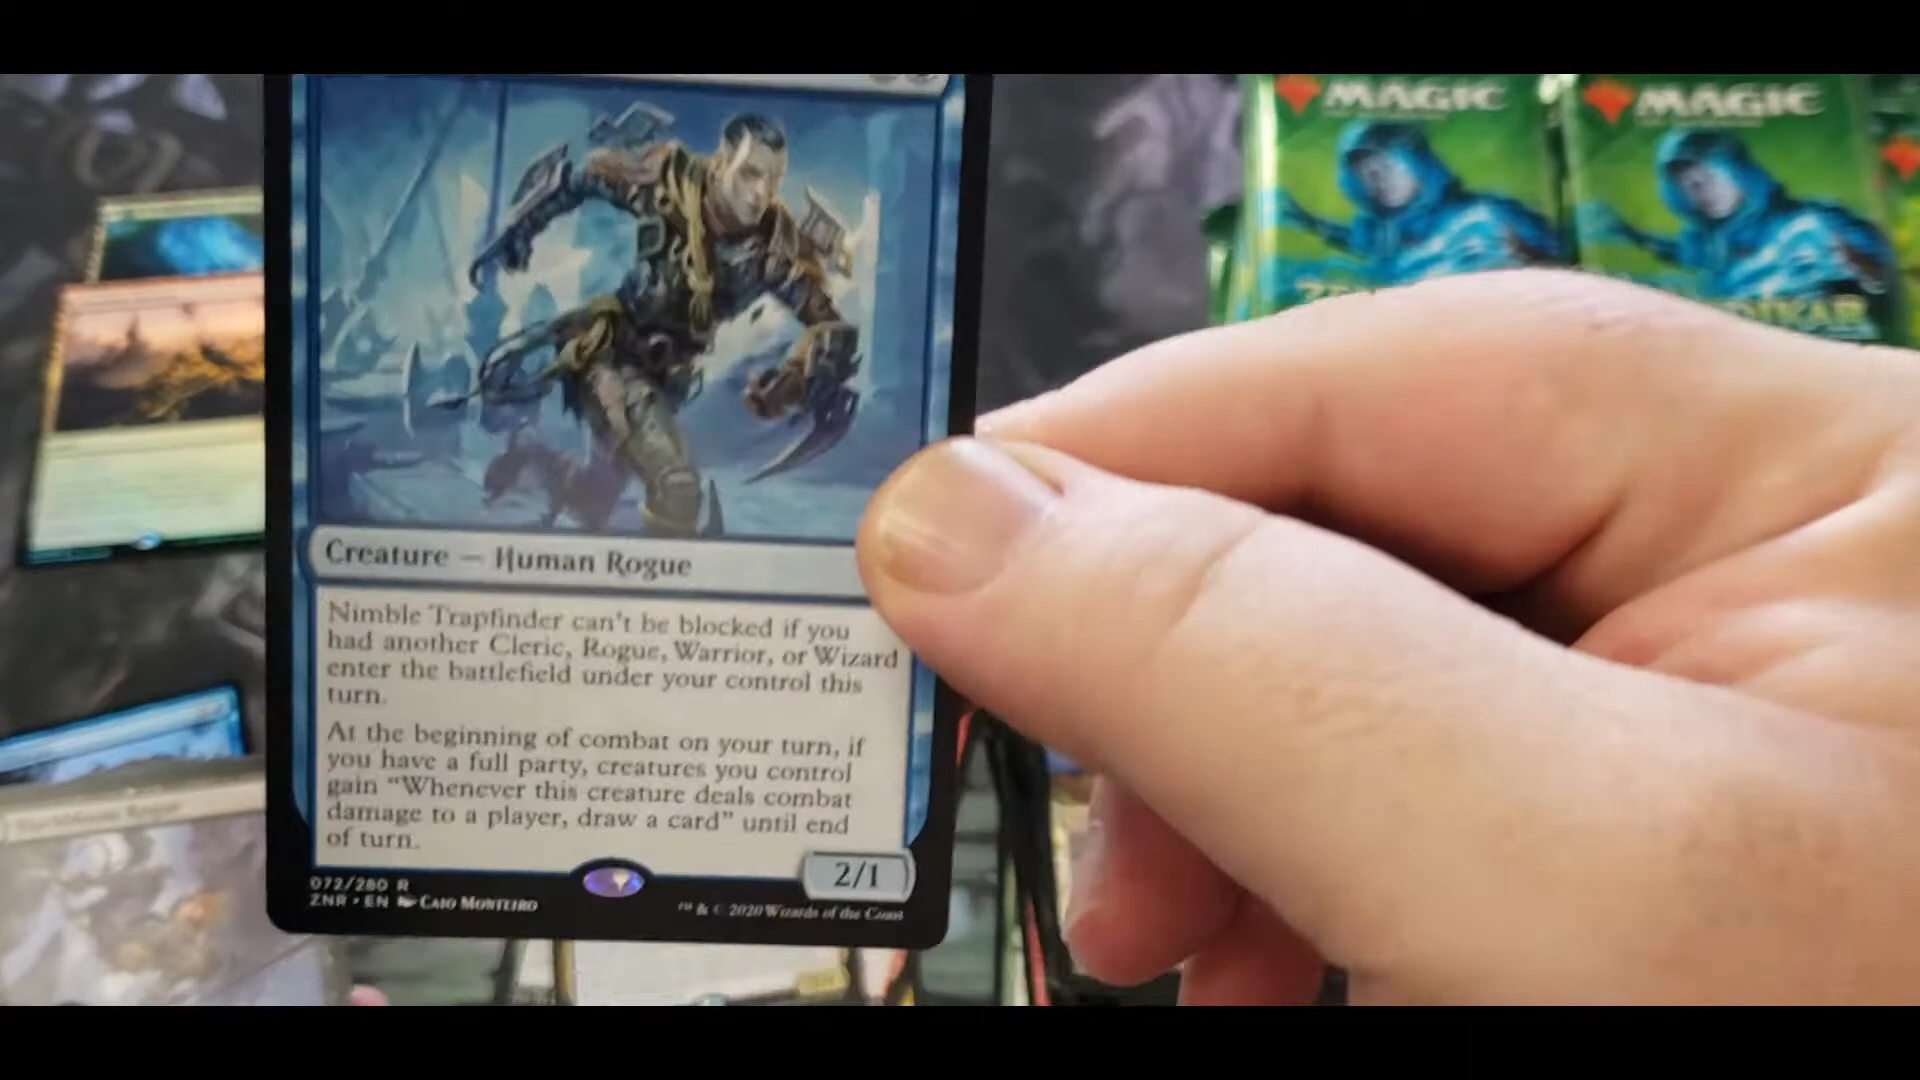 MAGIC
MAGIC
Creature — Human Rogue
Nimble Trapfinder can't be blocked if you
had another Cleric, Rogue, Warrior, or Wizard
enter the battlefield under your control this
turn.
At the beginning of combat on your turn, if
you have a full party, creatures you control
gain “Whenever this creature deals combat
damage to a player, draw a card” until end
of turn.
2/1
072/280 R
ZNR • EN Caio Monteiro
™ & © 2020 Wizards of the Coast